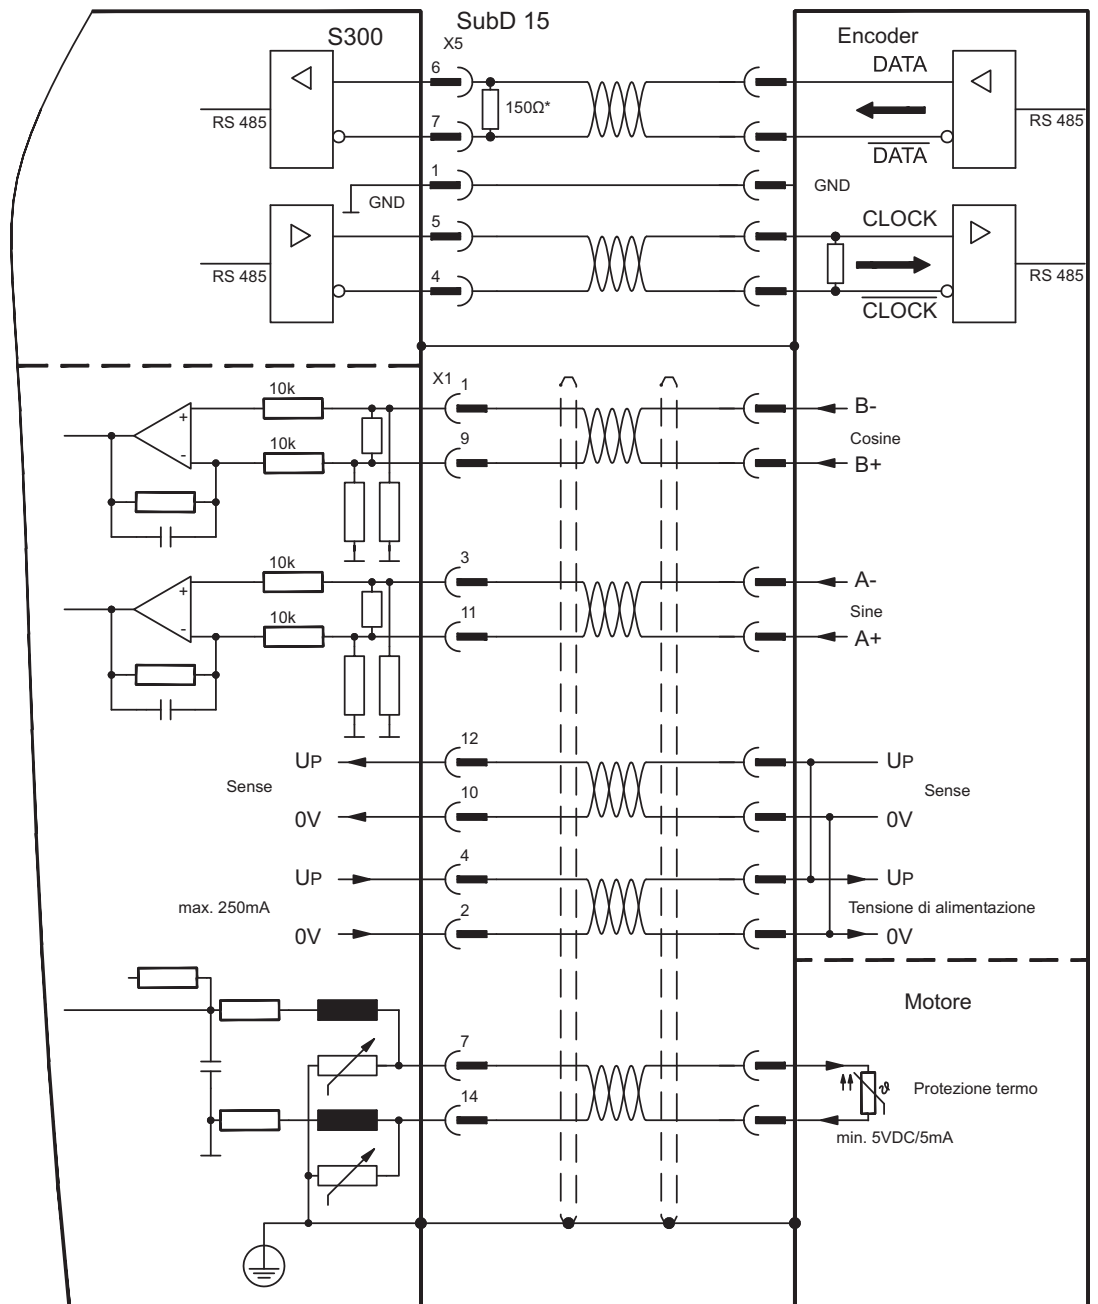 SubD 15
S300
X5
Encoder
6
DATA
150Ω*
RS 485
RS 485
7
DATA
1
GND
GND
5
CLOCK
RS 485
RS 485
4
CLOCK
X1
1
10k
B-
Cosine
9
10k
B+
3
10k
A-
Sine
11
10k
A+
12
UP
UP
Sense
Sense
10
0V
0V
4
UP
UP
max. 250mA
Tensione di alimentazione
2
0V
0V
Motore
7
ϑ
Protezione termo
14
min. 5VDC/5mA